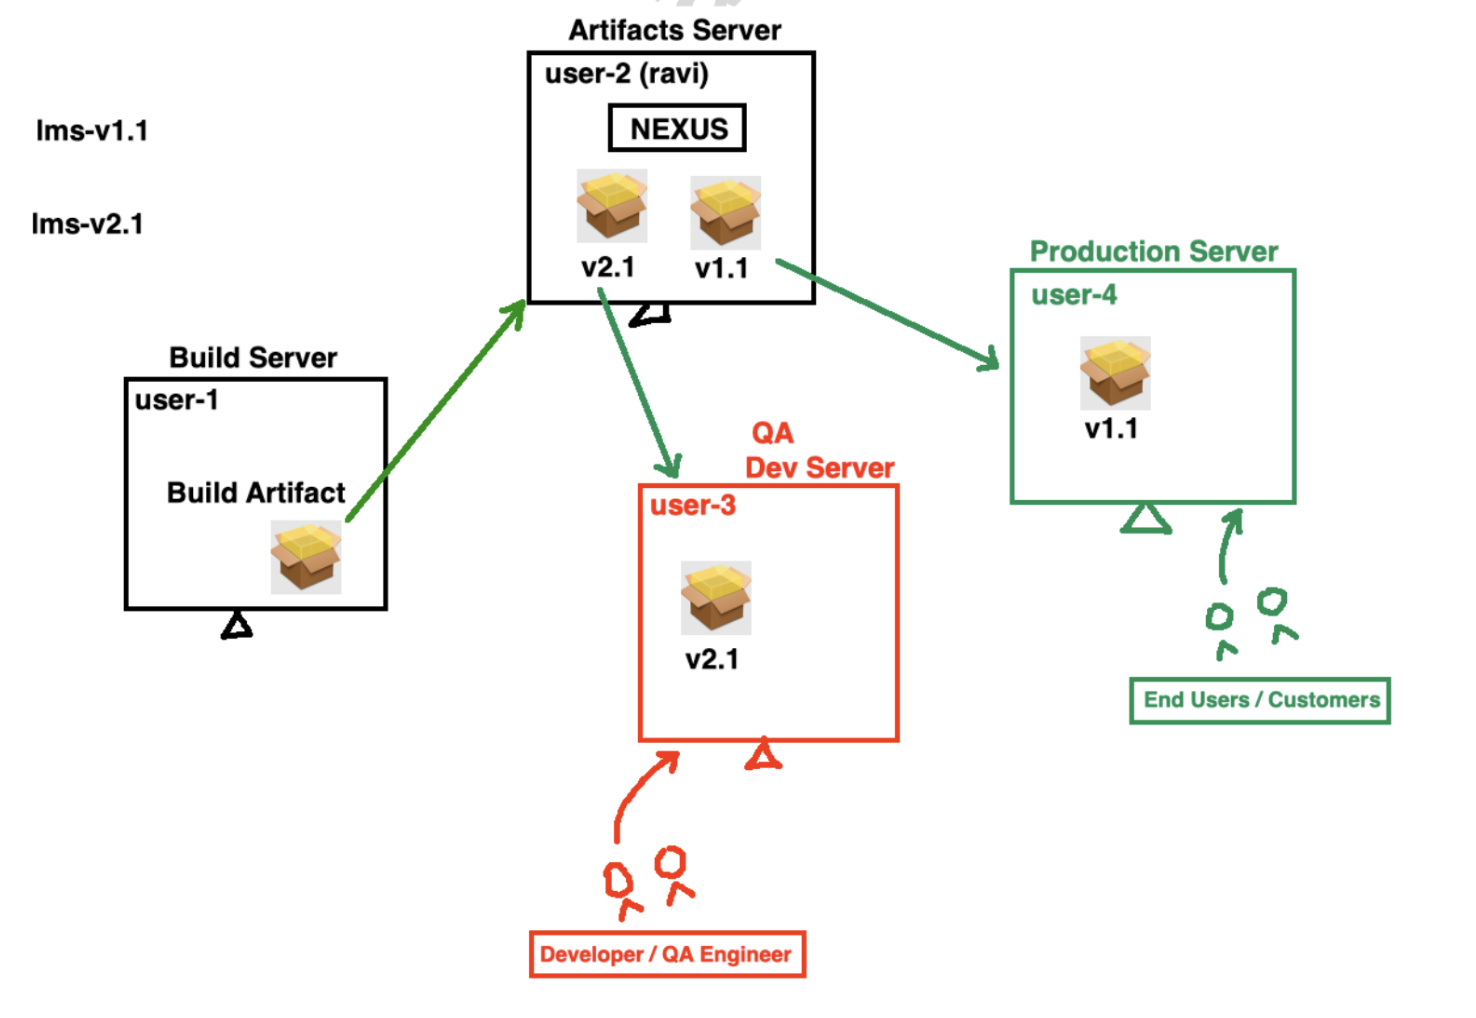 Artifacts Server
user-2 (ravi)
NEXUS
v2.1
v1.1
lms-v1.1
lms-v2.1
Build Server
user-1
Build Artifact
QA
Dev Server
user-3
v2.1
Production Server
user-4
v1.1
End Users / Customers
Developer / QA Engineer